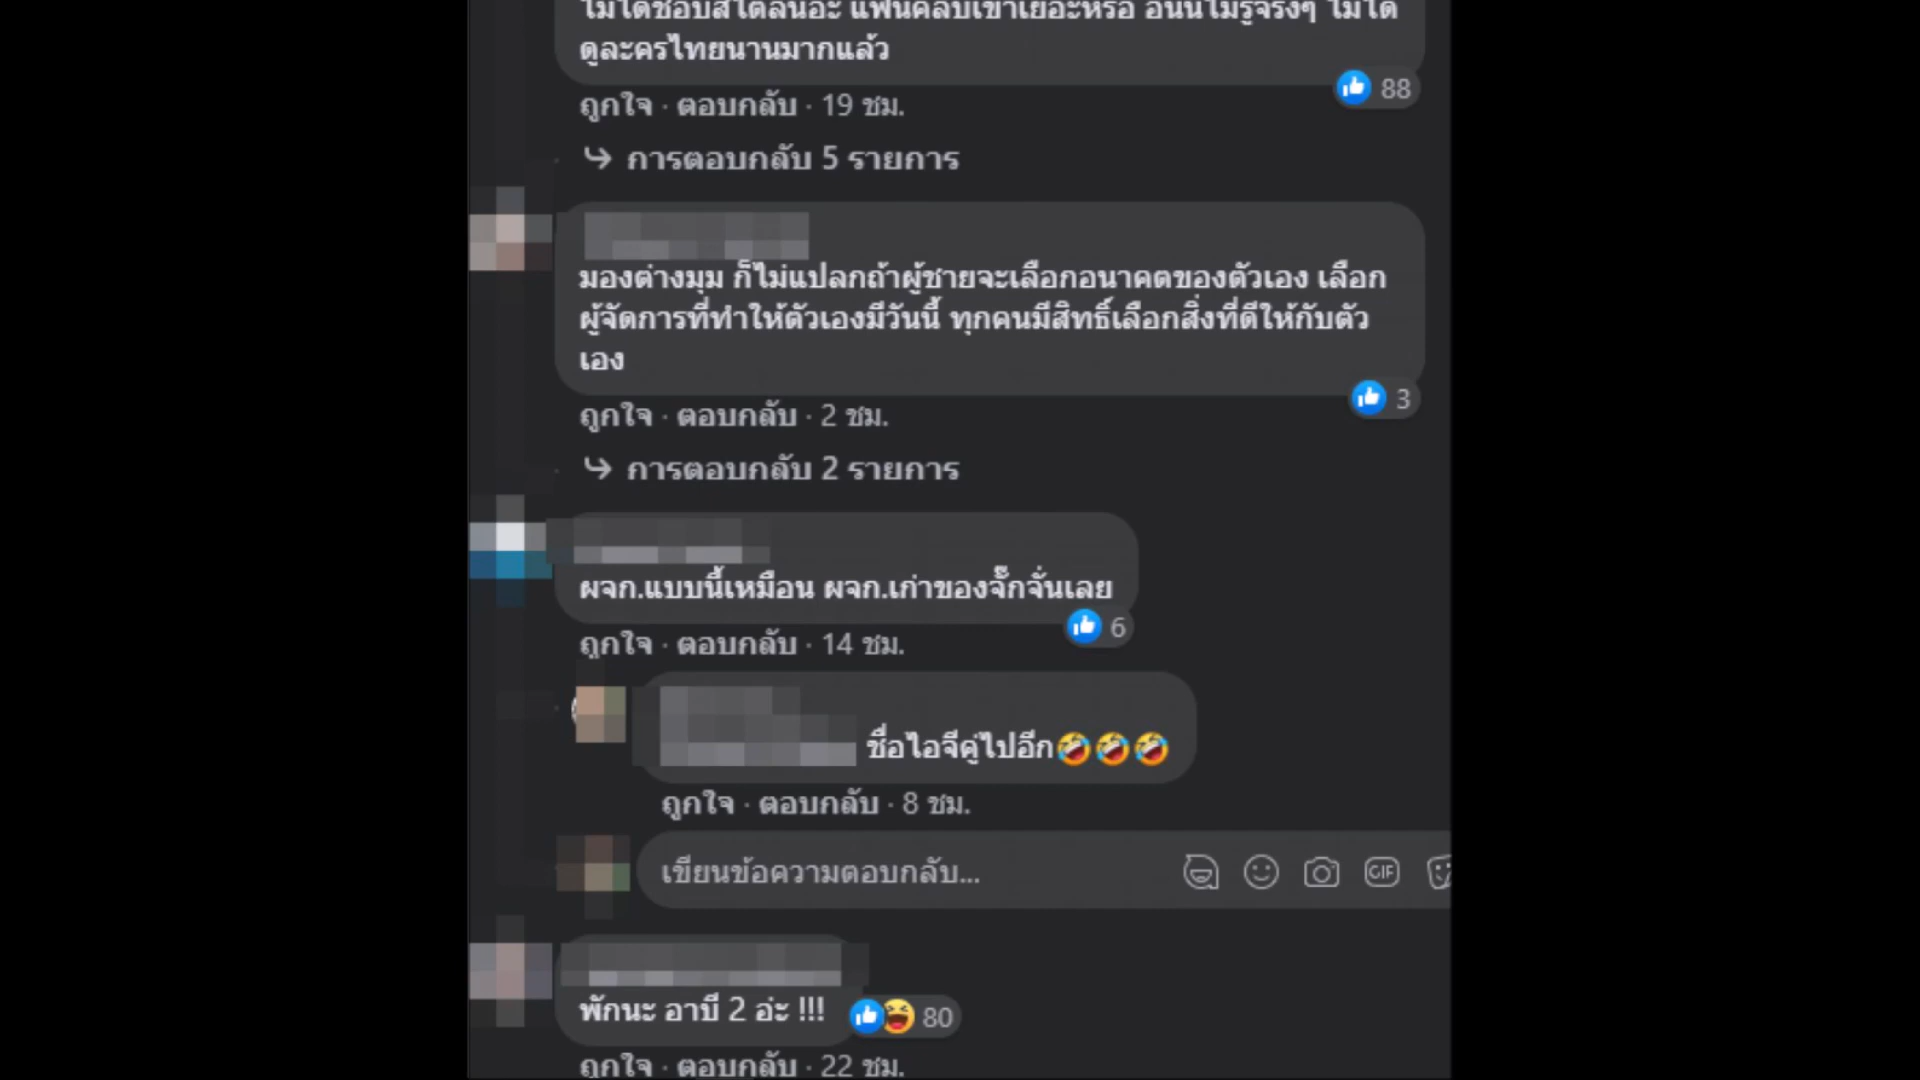 ไม่ได้ชอบสไตล์นี้อะ แฟนคลับเขาเยอะหรือ อันนี้ไม่รู้จริงๆ ไม่ได้
ดูละครไทยนานมากแล้ว
88
ถูกใจ · ตอบกลับ · 19 ชม.
การตอบกลับ 5 รายการ
มองต่างมุม ก็ไม่แปลกถ้าผู้ชายจะเลือกอนาคตของตัวเอง เลือก
ผู้จัดการที่ทำให้ตัวเองมีวันนี้ ทุกคนมีสิทธิ์เลือกสิ่งที่ดีให้กับตัว
เอง
3
ถูกใจ · ตอบกลับ · 2 ชม.
การตอบกลับ 2 รายการ
ผจก.แบบนี้เหมือน ผจก.เก่าของจั๊กจั่นเลย
6
ถูกใจ · ตอบกลับ · 14 ชม.
ชื่อไอจีคู่ไปอีก🤣🤣🤣
ถูกใจ · ตอบกลับ · 8 ชม.
เขียนข้อความตอบกลับ...
GIF
พักนะ อาบี 2 อ่ะ !!!
80
ถูกใจ · ตอบกลับ · 22 ชม.